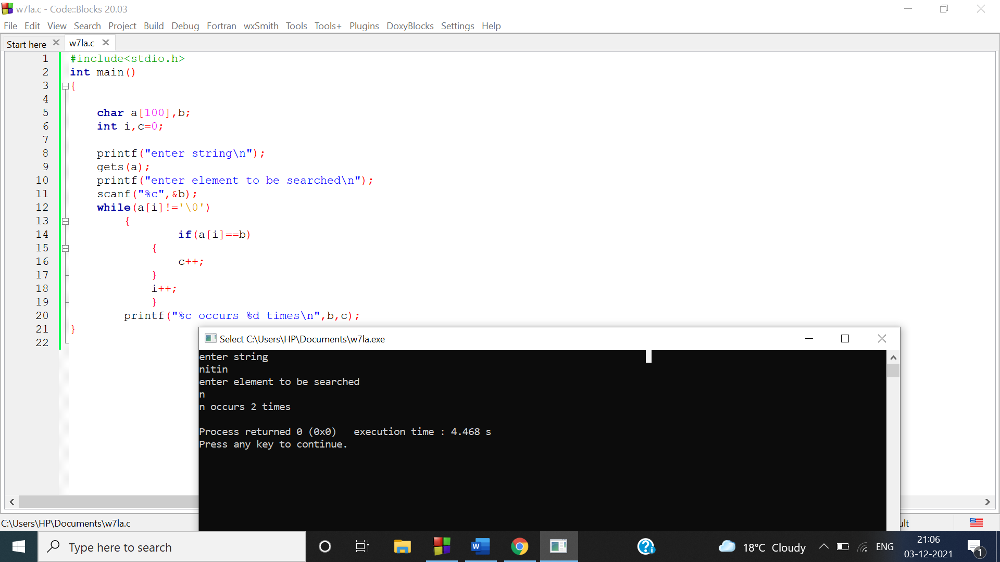 w7la.c - Code::Blocks 20.03
File Edit View Search Project Build Debug Fortran wxSmith Tools Tools+ Plugins DoxyBlocks Settings Help
Start here w7la.c
1 #include<stdio.h>
2 int main()
3 {
4
5 char a[100],b;
6 int i,c=0;
7
8 printf("enter string\n");
9 gets(a);
10 printf("enter element to be searched\n");
11 scanf("%c",&b);
12 while(a[i]!='\0')
13 {
14 if(a[i]==b)
15 {
16 c++;
17 }
18 i++;
19 }
20 printf("%c occurs %d times\n",b,c);
21 }
22
Select C:\Users\HP\Documents\w7la.exe
enter string
nitin
enter element to be searched
n
n occurs 2 times
Process returned 0 (0x0) execution time : 4.468 s
Press any key to continue.
C:\Users\HP\Documents\w7la.c
ult
Type here to search
18°C Cloudy
ENG
21:06
03-12-2021
1